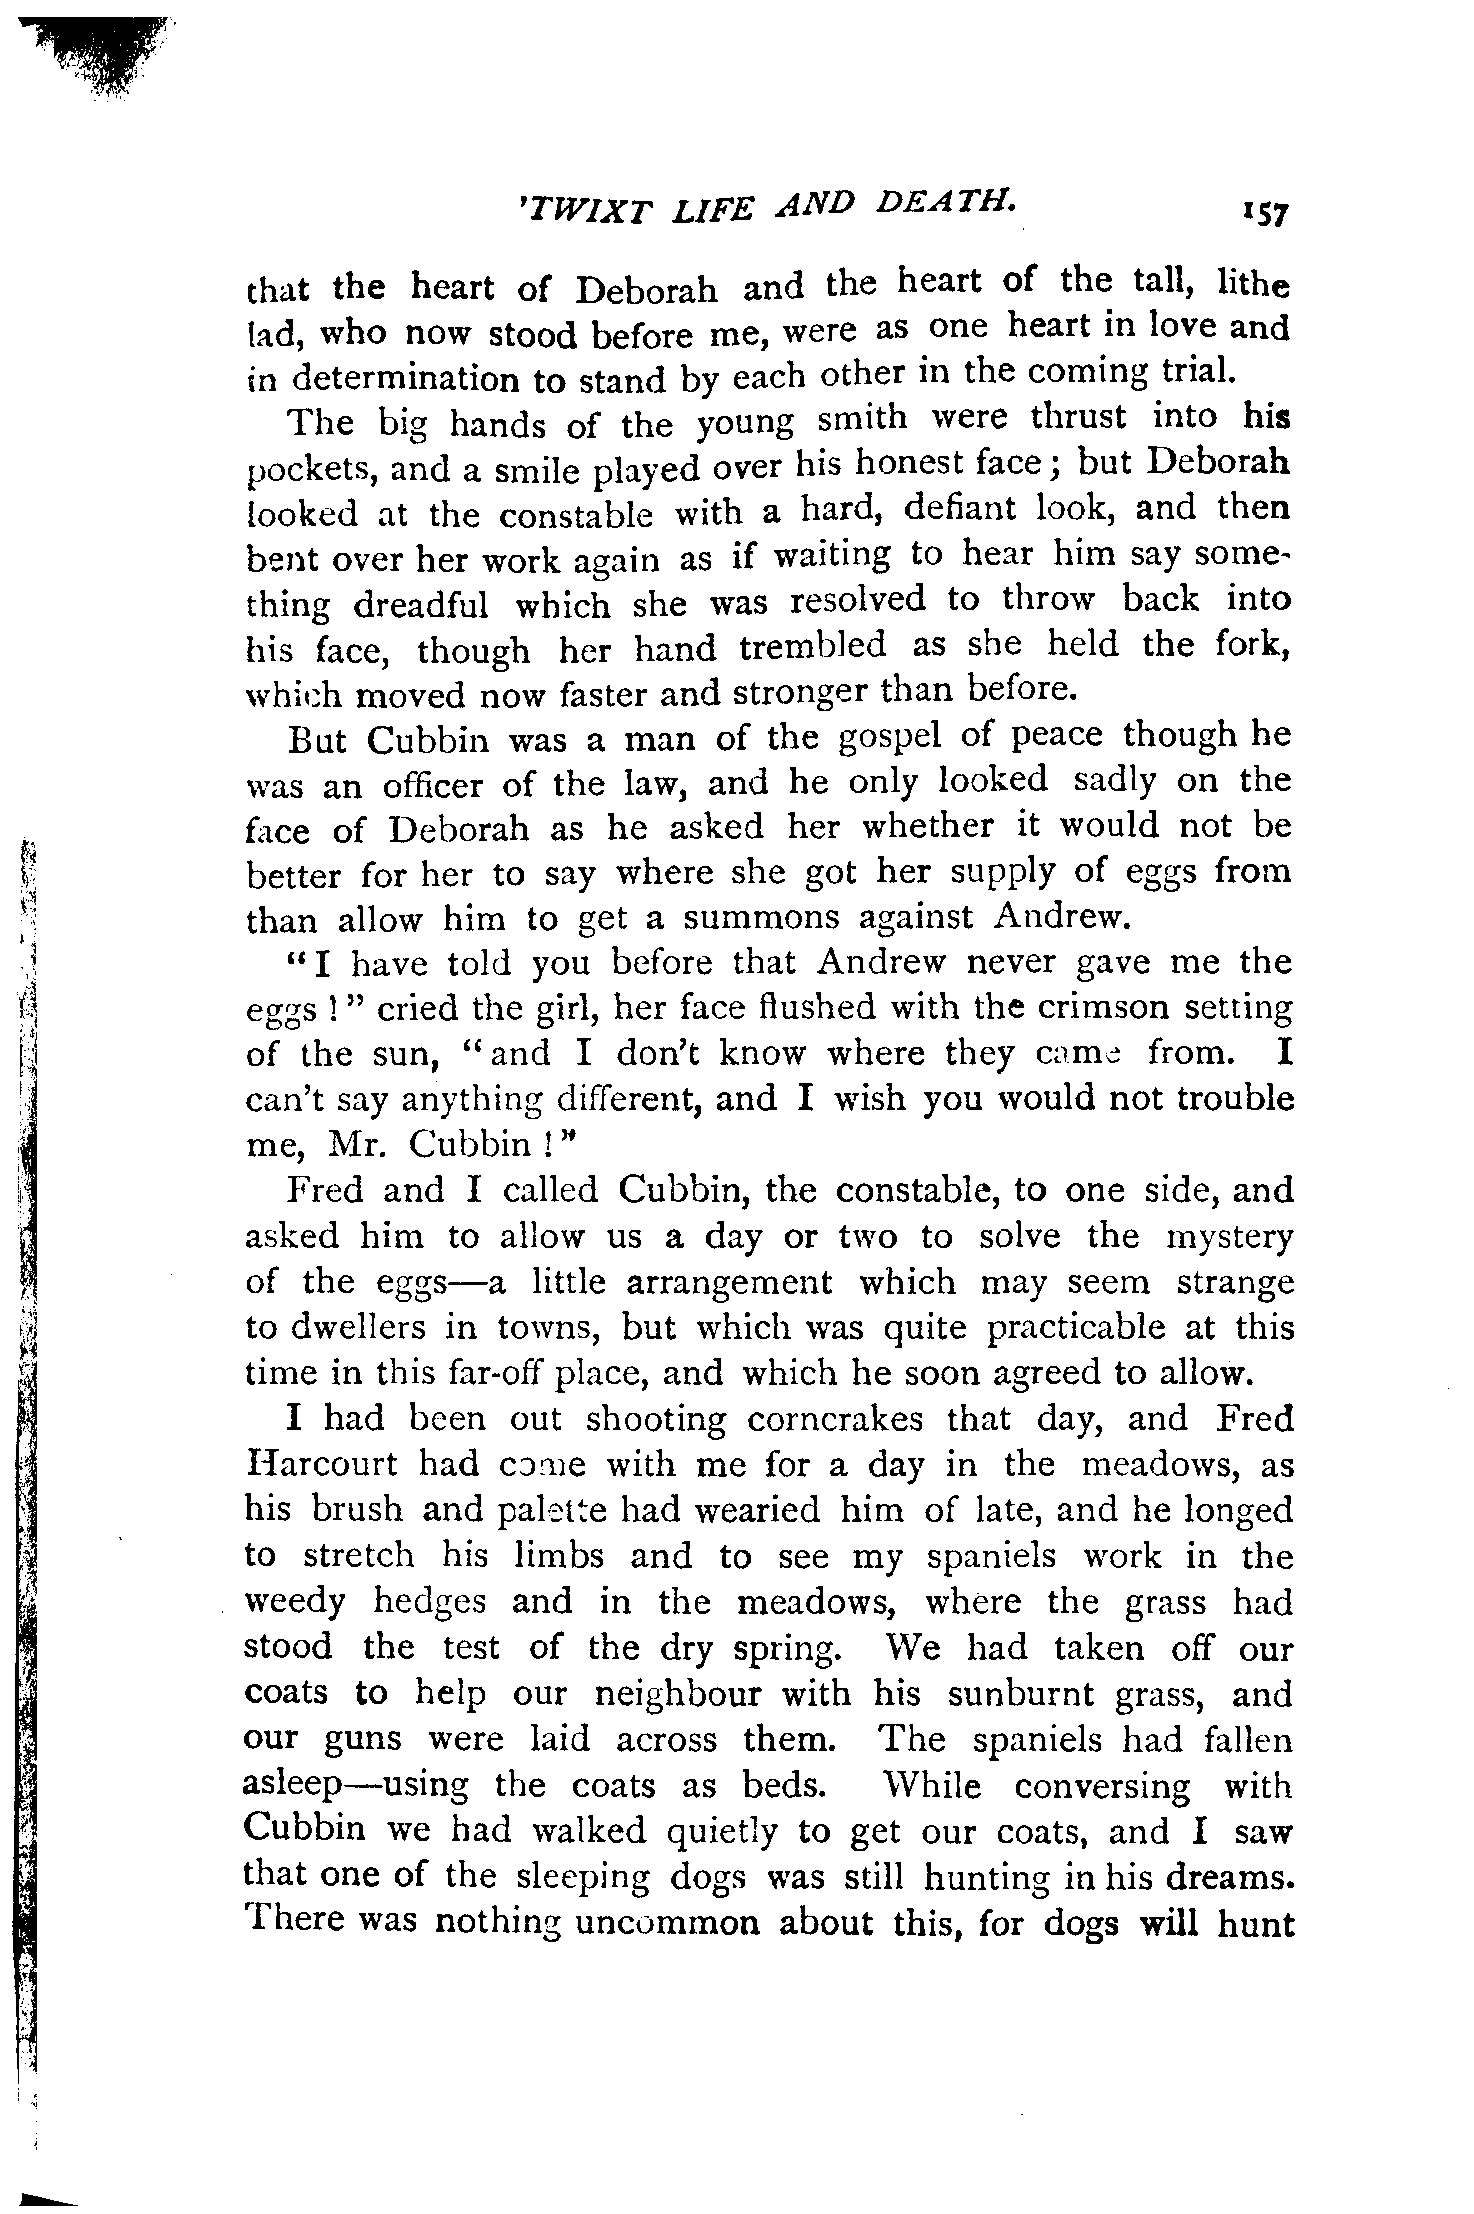 'TWIXT LIFE AND DEATH. 157
that the heart of Deborah and the heart of the tall, lithe
lad, who now stood before me, were as one heart in love and
in determination to stand by each other in the coming trial.
The big hands of the young smith were thrust into his
pockets, and a smile played over his honest face; but Deborah
looked at the constable with a hard, defiant look, and then
bent over her work again as if waiting to hear him say some-
thing dreadful which she was resolved to throw back into
his face, though her hand trembled as she held the fork,
which moved now faster and stronger than before.
But Cubbin was a man of the gospel of peace though he
was an officer of the law, and he only looked sadly on the
face of Deborah as he asked her whether it would not be
better for her to say where she got her supply of eggs from
than allow him to get a summons against Andrew.
"I have told you before that Andrew never gave me the
eggs!" cried the girl, her face flushed with the crimson setting
of the sun, "and I don't know where they came from. I
can't say anything different, and I wish you would not trouble
me, Mr. Cubbin!"
Fred and I called Cubbin, the constable, to one side, and
asked him to allow us a day or two to solve the mystery
of the eggs—a little arrangement which may seem strange
to dwellers in towns, but which was quite practicable at this
time in this far-off place, and which he soon agreed to allow.
I had been out shooting corncrakes that day, and Fred
Harcourt had come with me for a day in the meadows, as
his brush and palette had wearied him of late, and he longed
to stretch his limbs and to see my spaniels work in the
weedy hedges and in the meadows, where the grass had
stood the test of the dry spring. We had taken off our
coats to help our neighbour with his sunburnt grass, and
our guns were laid across them. The spaniels had fallen
asleep—using the coats as beds. While conversing with
Cubbin we had walked quietly to get our coats, and I saw
that one of the sleeping dogs was still hunting in his dreams.
There was nothing uncommon about this, for dogs will hunt